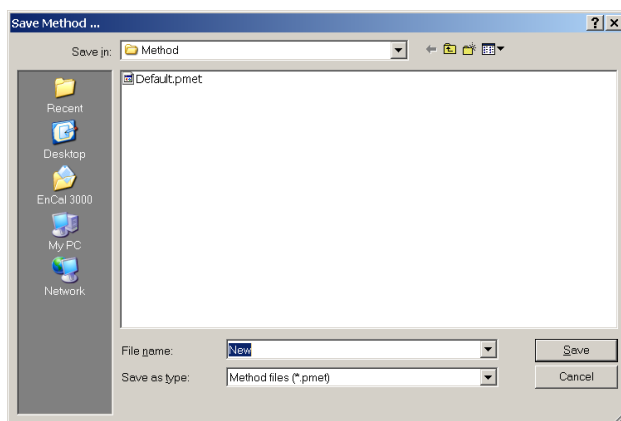 Save Method ...
Save in: Method
Default.pmet
Recent
Desktop
EnCal 3000
My PC
Network
File name: New Save
Save as type: Method files (*.pmet) Cancel